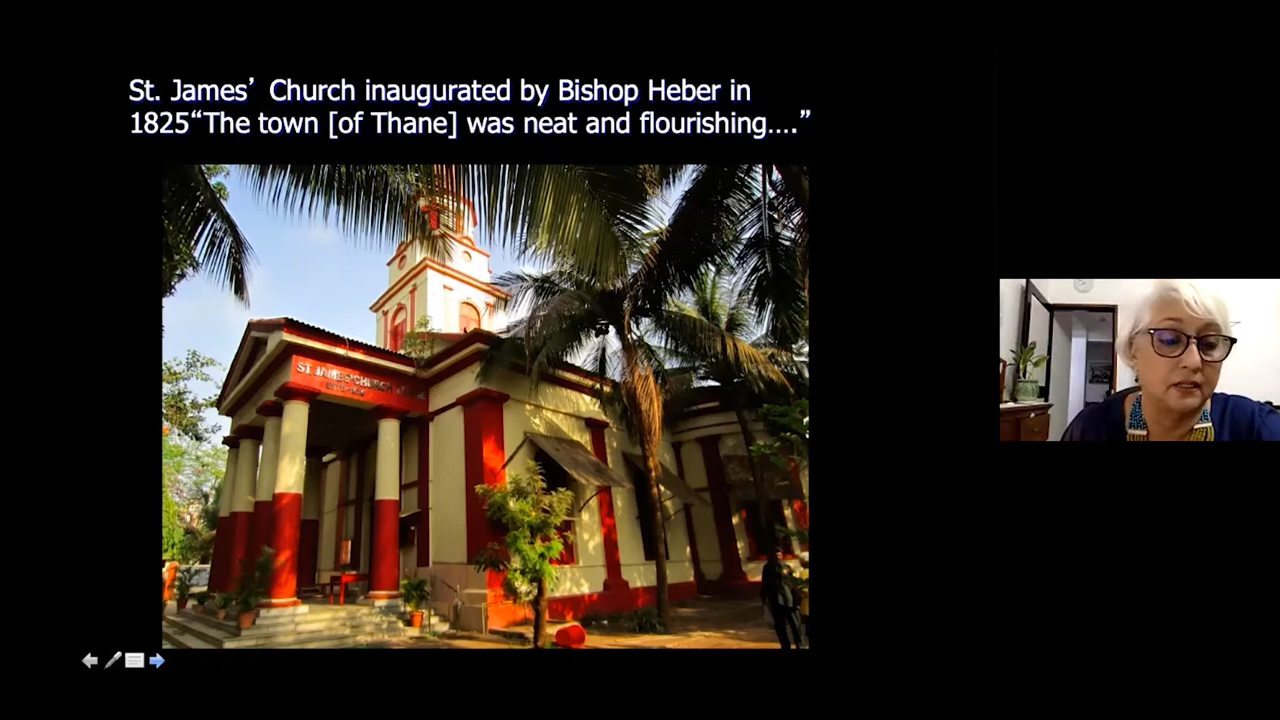 St. James’ Church inaugurated by Bishop Heber in
1825“The town [of Thane] was neat and flourishing….”
ST. JAMES' CHURCH